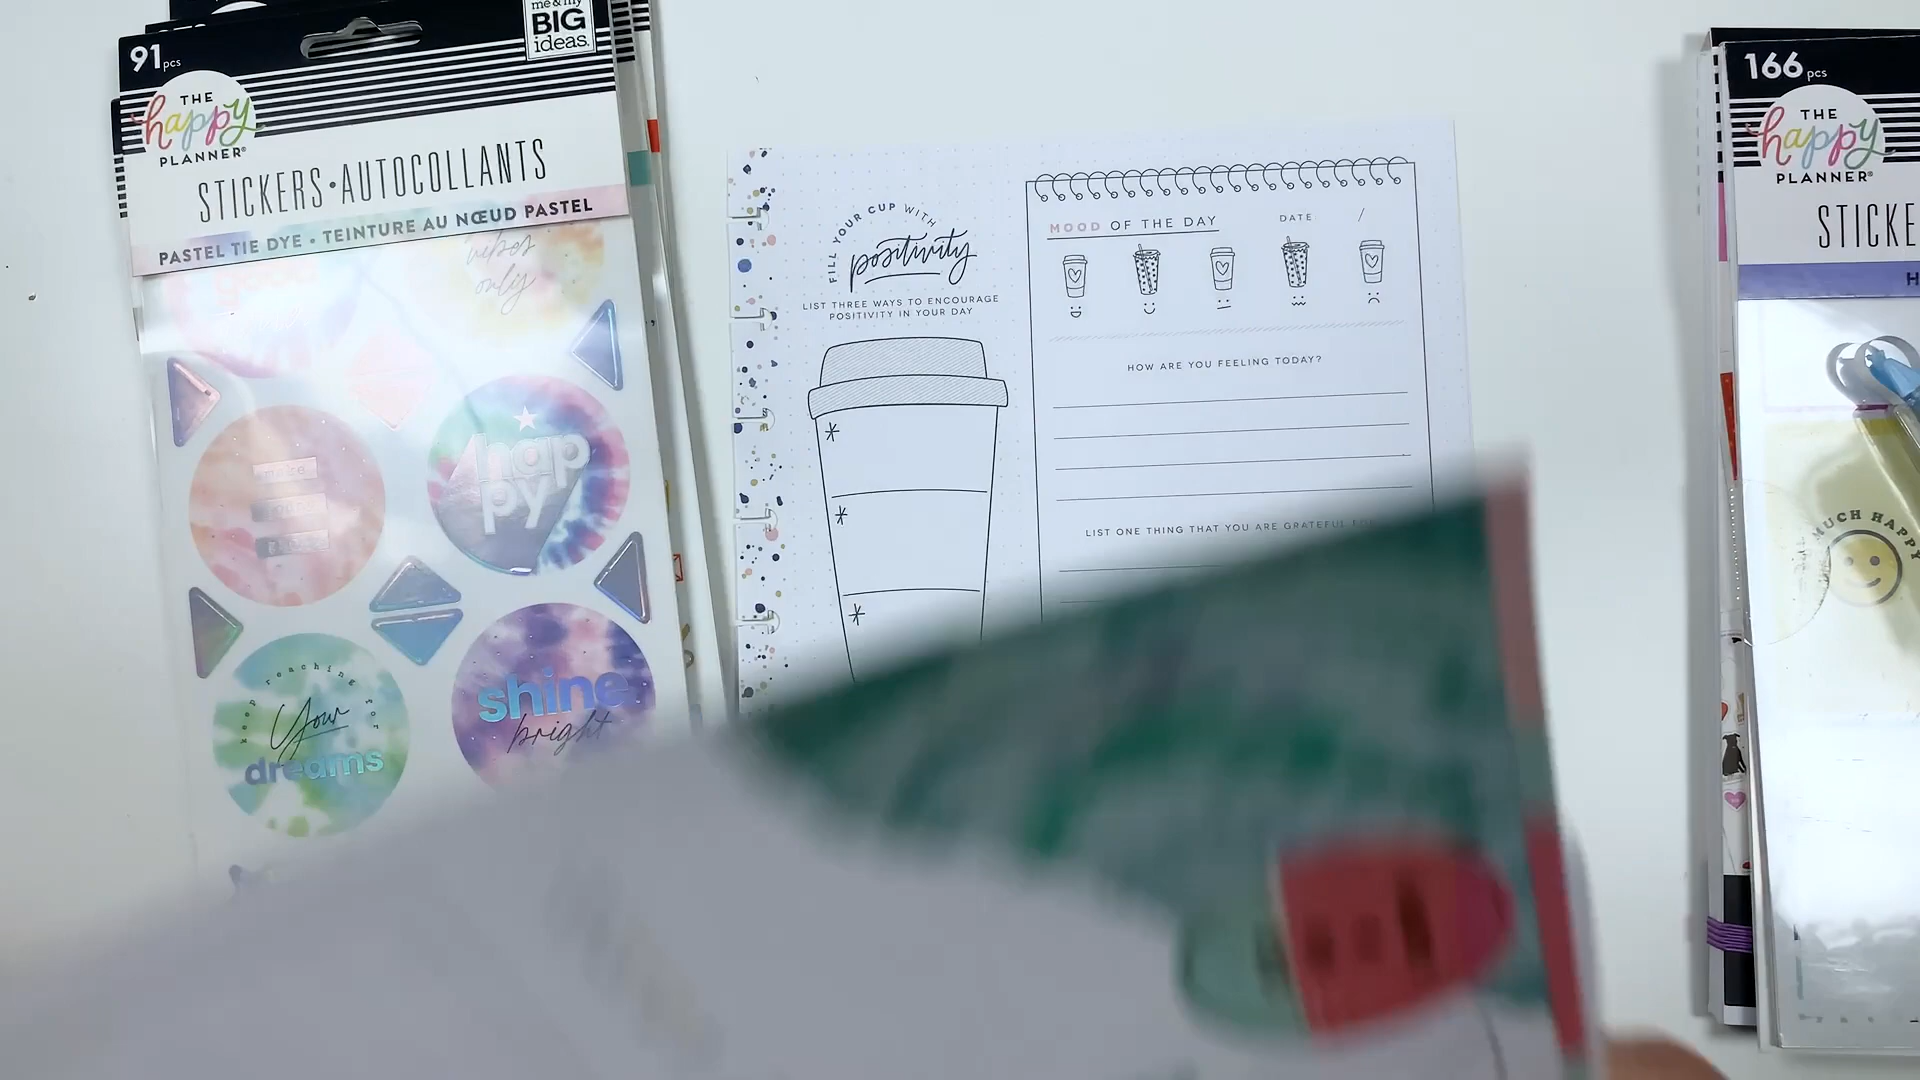 91 pcs
me & my
BIG
ideas.
THE
happy
PLANNER®
STICKERS • AUTOCOLLANTS
PASTEL TIE DYE • TEINTURE AU NŒUD PASTEL
good
vibes
only
make
happy
keep reaching for
Your
dreams
shine
bright
FILL YOUR CUP WITH
positivity
LIST THREE WAYS TO ENCOURAGE
POSITIVITY IN YOUR DAY
MOOD OF THE DAY
DATE /
HOW ARE YOU FEELING TODAY?
LIST ONE THING THAT YOU ARE GRATEFUL FOR
166 pcs
THE
happy
PLANNER®
STICKE
H
MUCH HAPPY